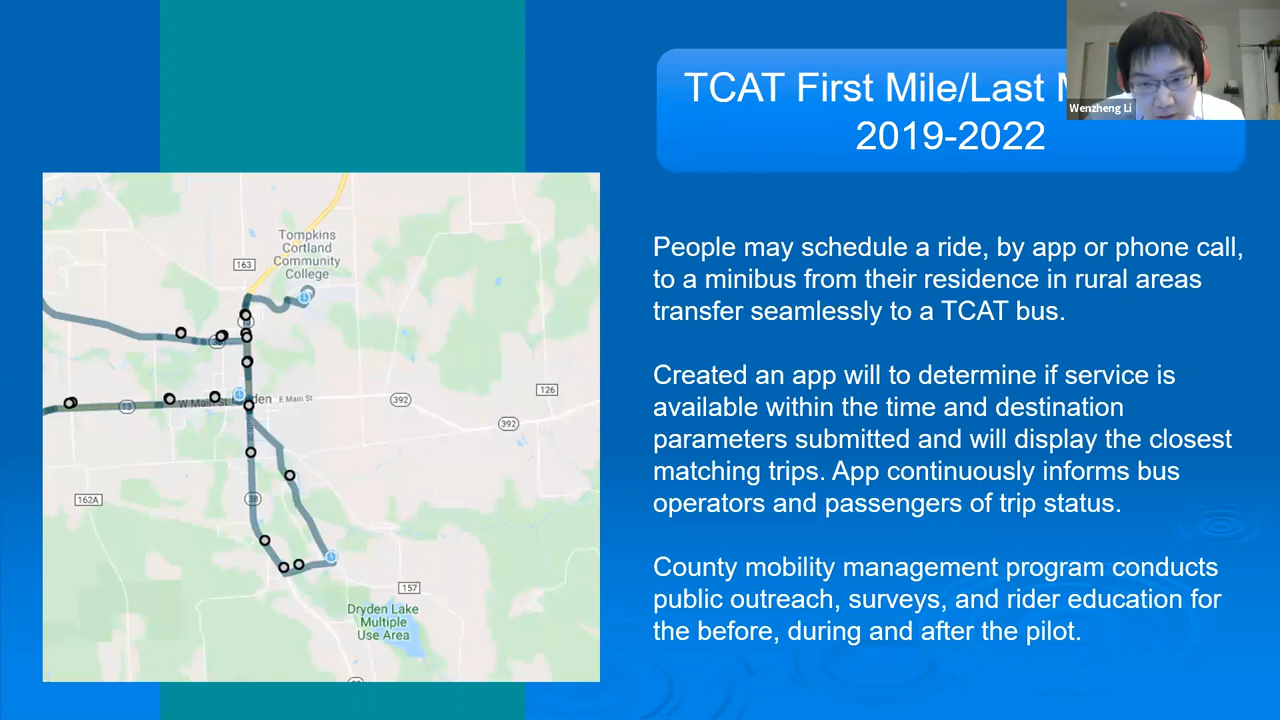 TCAT First Mile/Last
2019-2022
Wenzheng Li
People may schedule a ride, by app or phone call,
to a minibus from their residence in rural areas
transfer seamlessly to a TCAT bus.
Created an app will to determine if service is
available within the time and destination
parameters submitted and will display the closest
matching trips. App continuously informs bus
operators and passengers of trip status.
County mobility management program conducts
public outreach, surveys, and rider education for
the before, during and after the pilot.
Tompkins
Cortland
Community
College
163
126
392
392
13
W Main St
E Main St
38
162A
157
Dryden Lake
Multiple
Use Area